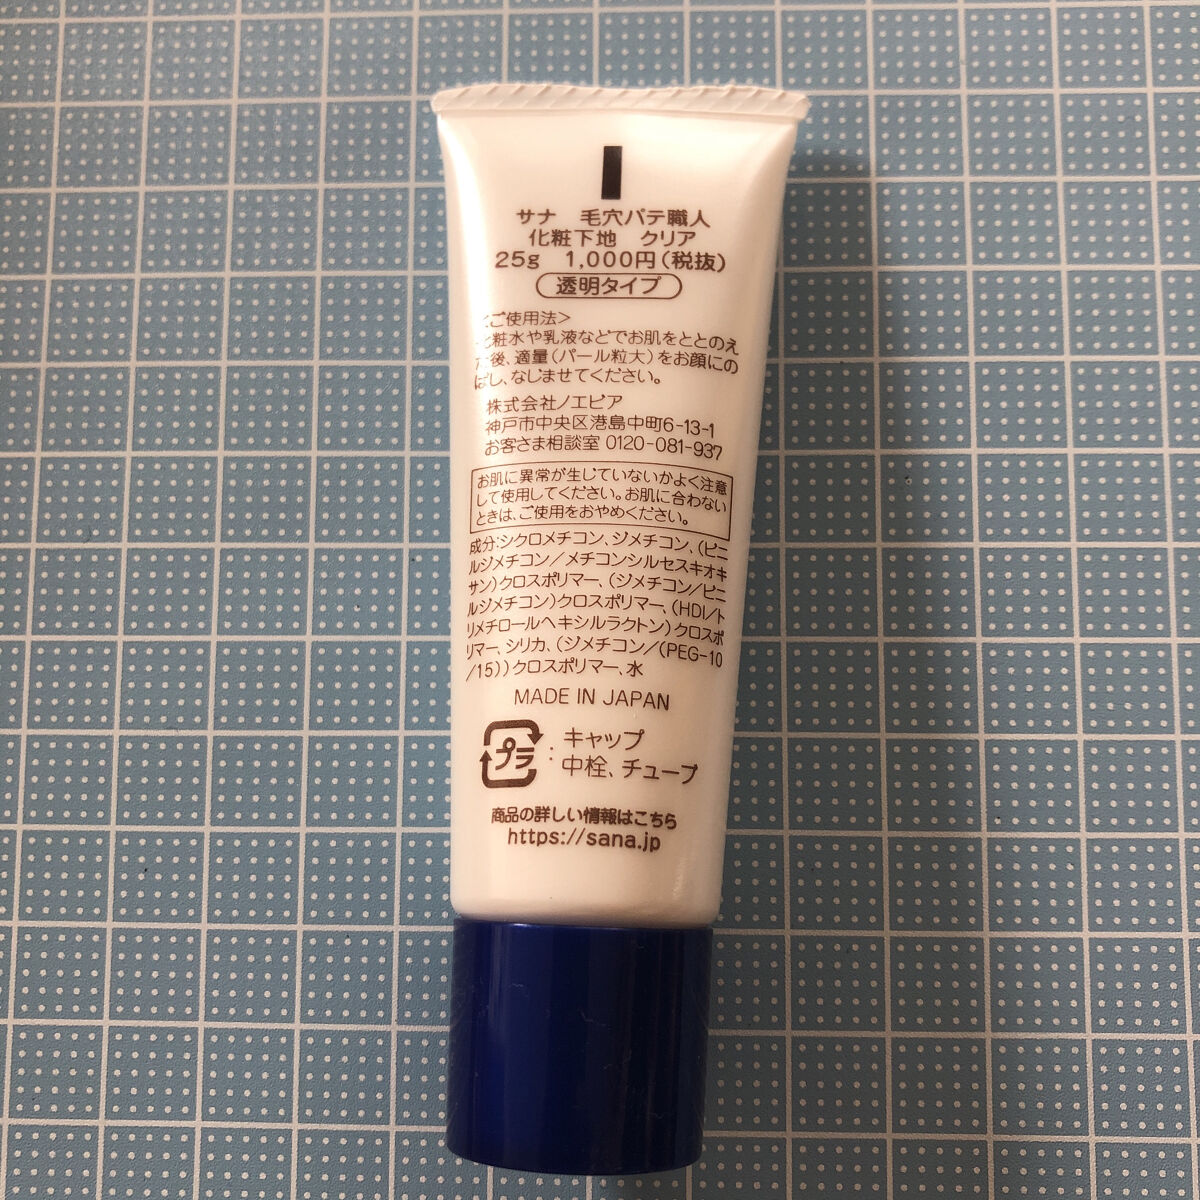 サナ 毛穴パテ職人
化粧下地 クリア
25g 1,000円(税抜)
透明タイプ
<ご使用法>
化粧水や乳液などでお肌をととのえ
た後、適量(パール粒大)をお顔にの
ばし、なじませてください。
株式会社ノエビア
神戸市中央区港島中町6-13-1
お客さま相談室 0120-081-937
お肌に異常が生じていないかよく注意
して使用してください。お肌に合わない
ときは、ご使用をおやめください。
成分:シクロメチコン、ジメチコン、(ビニ
ルジメチコン/メチコンシルセスキオキ
サン)クロスポリマー、(ジメチコン/ビニ
ルジメチコン)クロスポリマー、(HDI/ト
リメチロールヘキシルラクトン)クロスポ
リマー、シリカ、(ジメチコン/(PEG-10
/15))クロスポリマー、水
MADE IN JAPAN
プラ : キャップ
中栓、チューブ
商品の詳しい情報はこちら
https://sana.jp